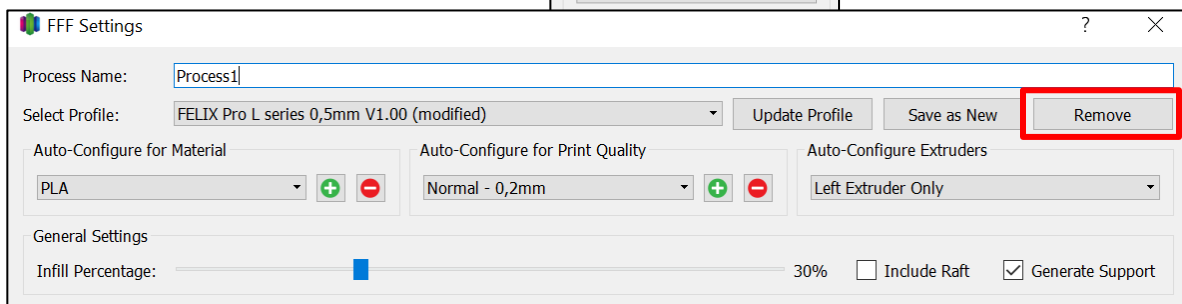 FFF Settings ?
Process Name: Process1
Select Profile: FELIX Pro L series 0,5mm V1.00 (modified) Update Profile Save as New Remove
Auto-Configure for Material Auto-Configure for Print Quality Auto-Configure Extruders
PLA Normal - 0,2mm Left Extruder Only
General Settings
Infill Percentage: 30% Include Raft Generate Support